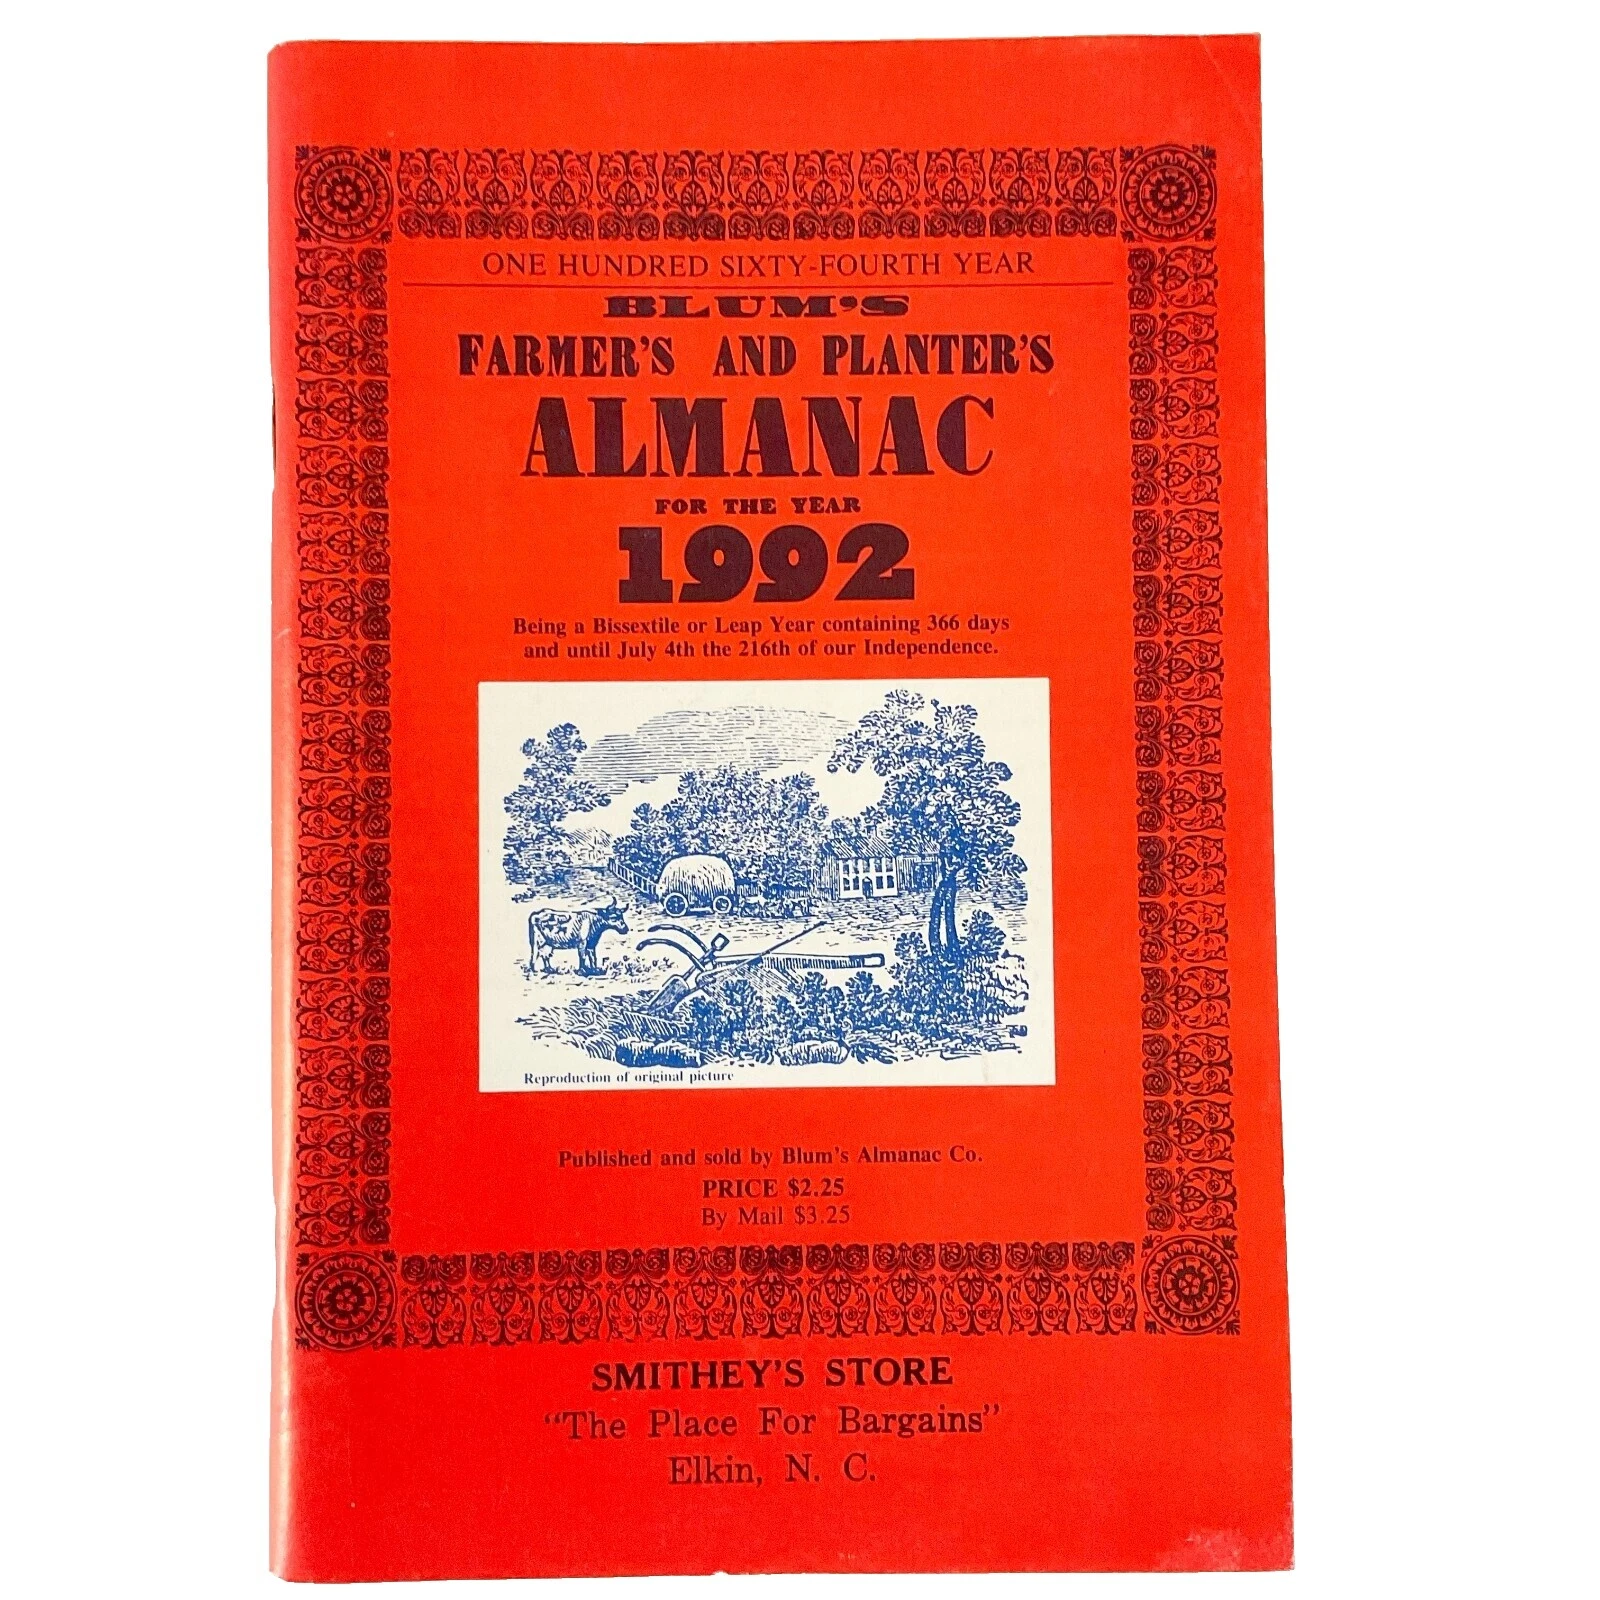 ONE HUNDRED SIXTY-FOURTH YEAR
BLUM'S
FARMER'S AND PLANTER'S
ALMANAC
FOR THE YEAR
1992
Being a Bissextile or Leap Year containing 366 days
and until July 4th the 216th of our Independence.
Reproduction of original picture
Published and sold by Blum's Almanac Co.
PRICE $2.25
By Mail $3.25
SMITHEY'S STORE
"The Place For Bargains"
Elkin, N. C.